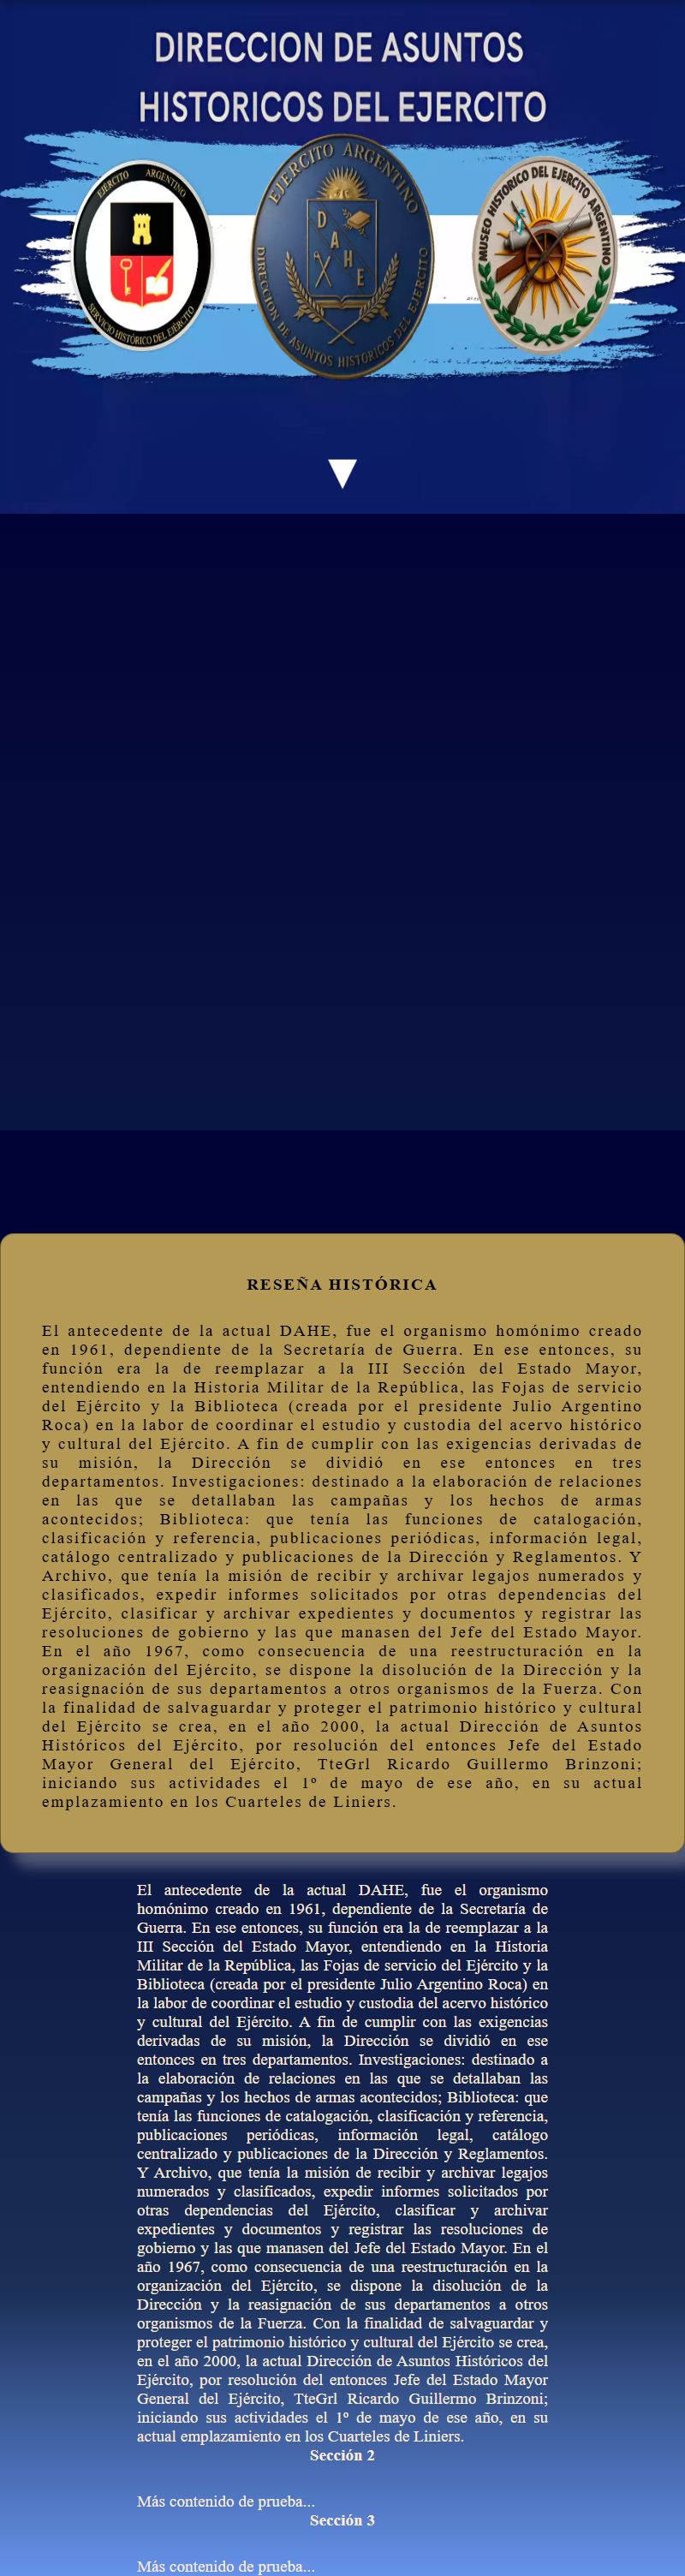 DIRECCION DE ASUNTOS
HISTORICOS DEL EJERCITO
EJERCITO ARGENTINO
SERVICIO HISTÓRICO DEL EJÉRCITO
EJERCITO ARGENTINO
D
A
H
E
DIRECCION DE ASUNTOS HISTORICOS DEL EJERCITO
MUSEO HISTORICO DEL EJERCITO ARGENTINO
RESEÑA HISTÓRICA
El antecedente de la actual DAHE, fue el organismo homónimo creado
en 1961, dependiente de la Secretaría de Guerra. En ese entonces, su
función era la de reemplazar a la III Sección del Estado Mayor,
entendiendo en la Historia Militar de la República, las Fojas de servicio
del Ejército y la Biblioteca (creada por el presidente Julio Argentino
Roca) en la labor de coordinar el estudio y custodia del acervo histórico
y cultural del Ejército. A fin de cumplir con las exigencias derivadas de
su misión, la Dirección se dividió en ese entonces en tres
departamentos. Investigaciones: destinado a la elaboración de relaciones
en las que se detallaban las campañas y los hechos de armas
acontecidos; Biblioteca: que tenía las funciones de catalogación,
clasificación y referencia, publicaciones periódicas, información legal,
catálogo centralizado y publicaciones de la Dirección y Reglamentos. Y
Archivo, que tenía la misión de recibir y archivar legajos numerados y
clasificados, expedir informes solicitados por otras dependencias del
Ejército, clasificar y archivar expedientes y documentos y registrar las
resoluciones de gobierno y las que manasen del Jefe del Estado Mayor.
En el año 1967, como consecuencia de una reestructuración en la
organización del Ejército, se dispone la disolución de la Dirección y la
reasignación de sus departamentos a otros organismos de la Fuerza. Con
la finalidad de salvaguardar y proteger el patrimonio histórico y cultural
del Ejército se crea, en el año 2000, la actual Dirección de Asuntos
Históricos del Ejército, por resolución del entonces Jefe del Estado
Mayor General del Ejército, TteGrl Ricardo Guillermo Brinzoni;
iniciando sus actividades el 1º de mayo de ese año, en su actual
emplazamiento en los Cuarteles de Liniers.
El antecedente de la actual DAHE, fue el organismo
homónimo creado en 1961, dependiente de la Secretaría de
Guerra. En ese entonces, su función era la de reemplazar a la
III Sección del Estado Mayor, entendiendo en la Historia
Militar de la República, las Fojas de servicio del Ejército y la
Biblioteca (creada por el presidente Julio Argentino Roca) en
la labor de coordinar el estudio y custodia del acervo histórico
y cultural del Ejército. A fin de cumplir con las exigencias
derivadas de su misión, la Dirección se dividió en ese
entonces en tres departamentos. Investigaciones: destinado a
la elaboración de relaciones en las que se detallaban las
campañas y los hechos de armas acontecidos; Biblioteca: que
tenía las funciones de catalogación, clasificación y referencia,
publicaciones periódicas, información legal, catálogo
centralizado y publicaciones de la Dirección y Reglamentos.
Y Archivo, que tenía la misión de recibir y archivar legajos
numerados y clasificados, expedir informes solicitados por
otras dependencias del Ejército, clasificar y archivar
expedientes y documentos y registrar las resoluciones de
gobierno y las que manasen del Jefe del Estado Mayor. En el
año 1967, como consecuencia de una reestructuración en la
organización del Ejército, se dispone la disolución de la
Dirección y la reasignación de sus departamentos a otros
organismos de la Fuerza. Con la finalidad de salvaguardar y
proteger el patrimonio histórico y cultural del Ejército se crea,
en el año 2000, la actual Dirección de Asuntos Históricos del
Ejército, por resolución del entonces Jefe del Estado Mayor
General del Ejército, TteGrl Ricardo Guillermo Brinzoni;
iniciando sus actividades el 1º de mayo de ese año, en su
actual emplazamiento en los Cuarteles de Liniers.
Sección 2
Más contenido de prueba...
Sección 3
Más contenido de prueba...